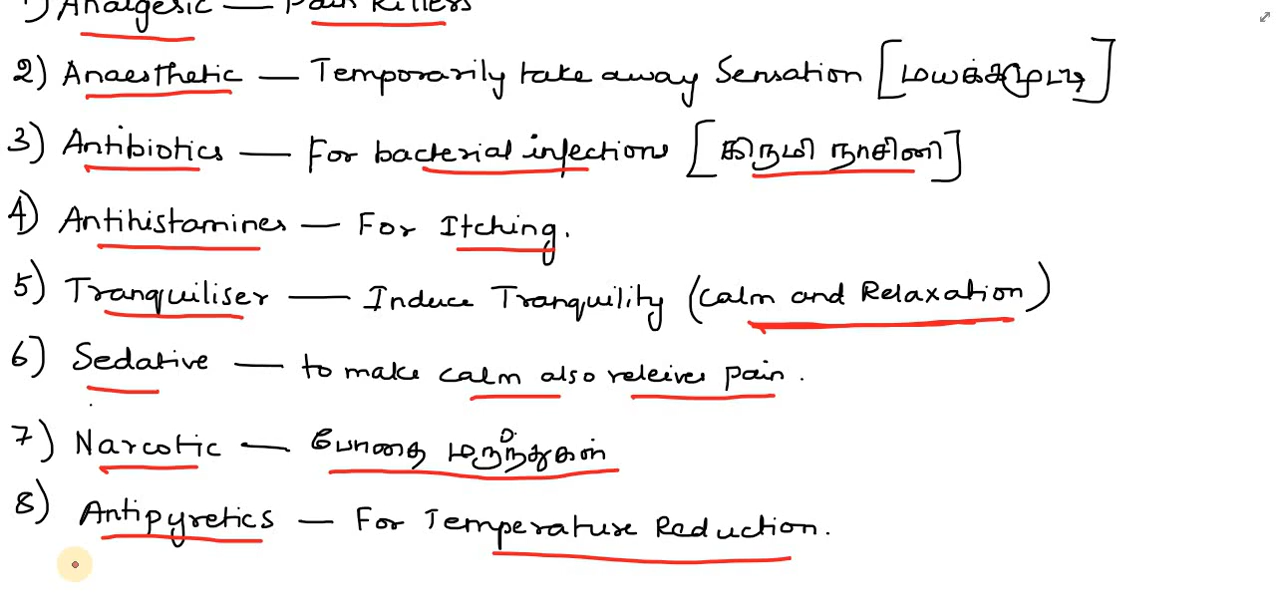 1) Analgesic — Pain killers
2) Anaesthetic — Temporarily take away Sensation [மயக்கமூட்டி]
3) Antibiotics — For bacterial infections [கிருமி நாசினி]
4) Antihistamines — For Itching.
5) Tranquiliser — Induce Tranquility (Calm and Relaxation)
6) Sedative — to make calm also releives pain.
7) Narcotic — போதை மருந்துகள்
8) Antipyretics — For Temperature Reduction.